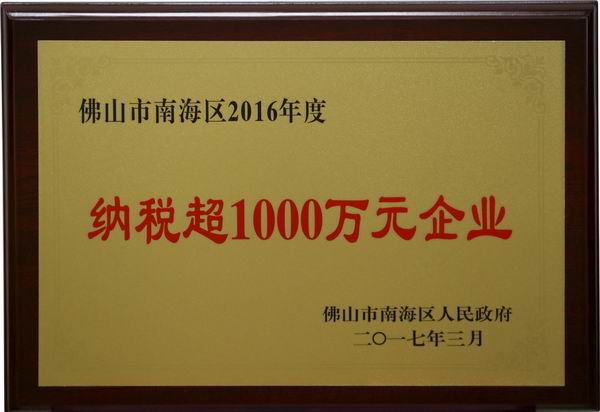 佛山市南海区2016年度
纳税超1000万元企业
佛山市南海区人民政府
二〇一七年三月